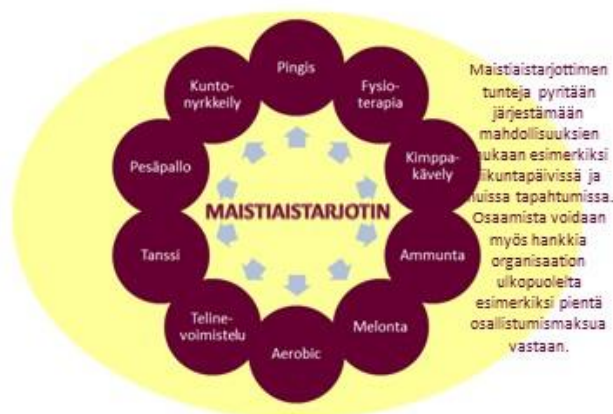 Pingis
Fysio-
terapia
Kimppa-
kävely
Ammunta
Melonta
Aerobic
Teline-
voimistelu
Tanssi
Pesäpallo
Kunto-
nyrkkeily
MAISTIAISTARJOTIN
Maistiaistarjottimen
tunteja pyritään
järjestämään
mahdollisuuksien
mukaan esimerkiksi
liikuntapäivissä ja
muissa tapahtumissa.
Osaamista voidaan
myös hankkia
organisaation
ulkopuolelta
esimerkiksi pientä
osallistumismaksua
vastaan.